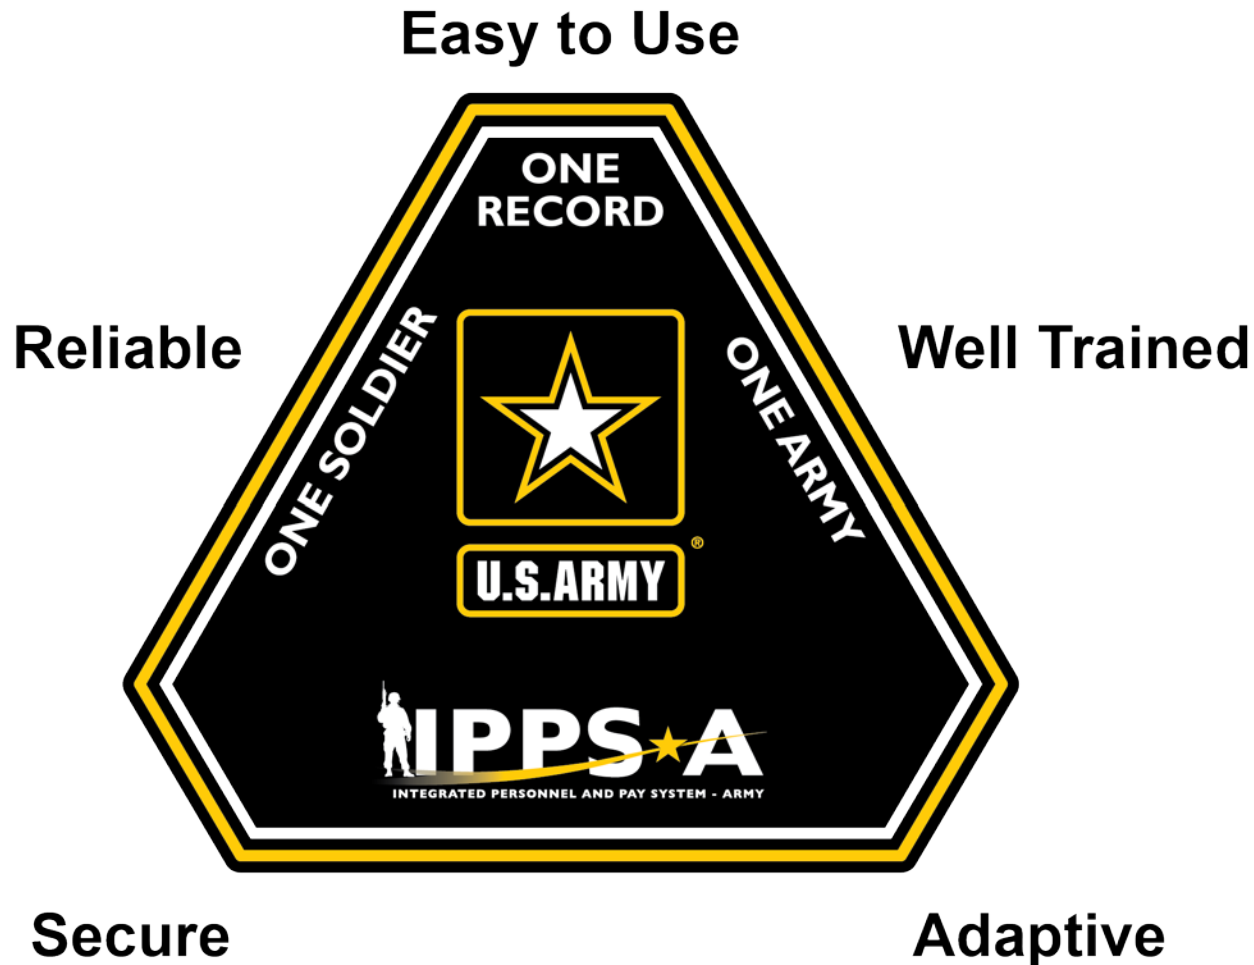 Easy to Use
ONE
RECORD
Reliable
ONE SOLDIER
ONE ARMY
Well Trained
®
U.S.ARMY
IPPS★A
INTEGRATED PERSONNEL AND PAY SYSTEM - ARMY
Secure
Adaptive